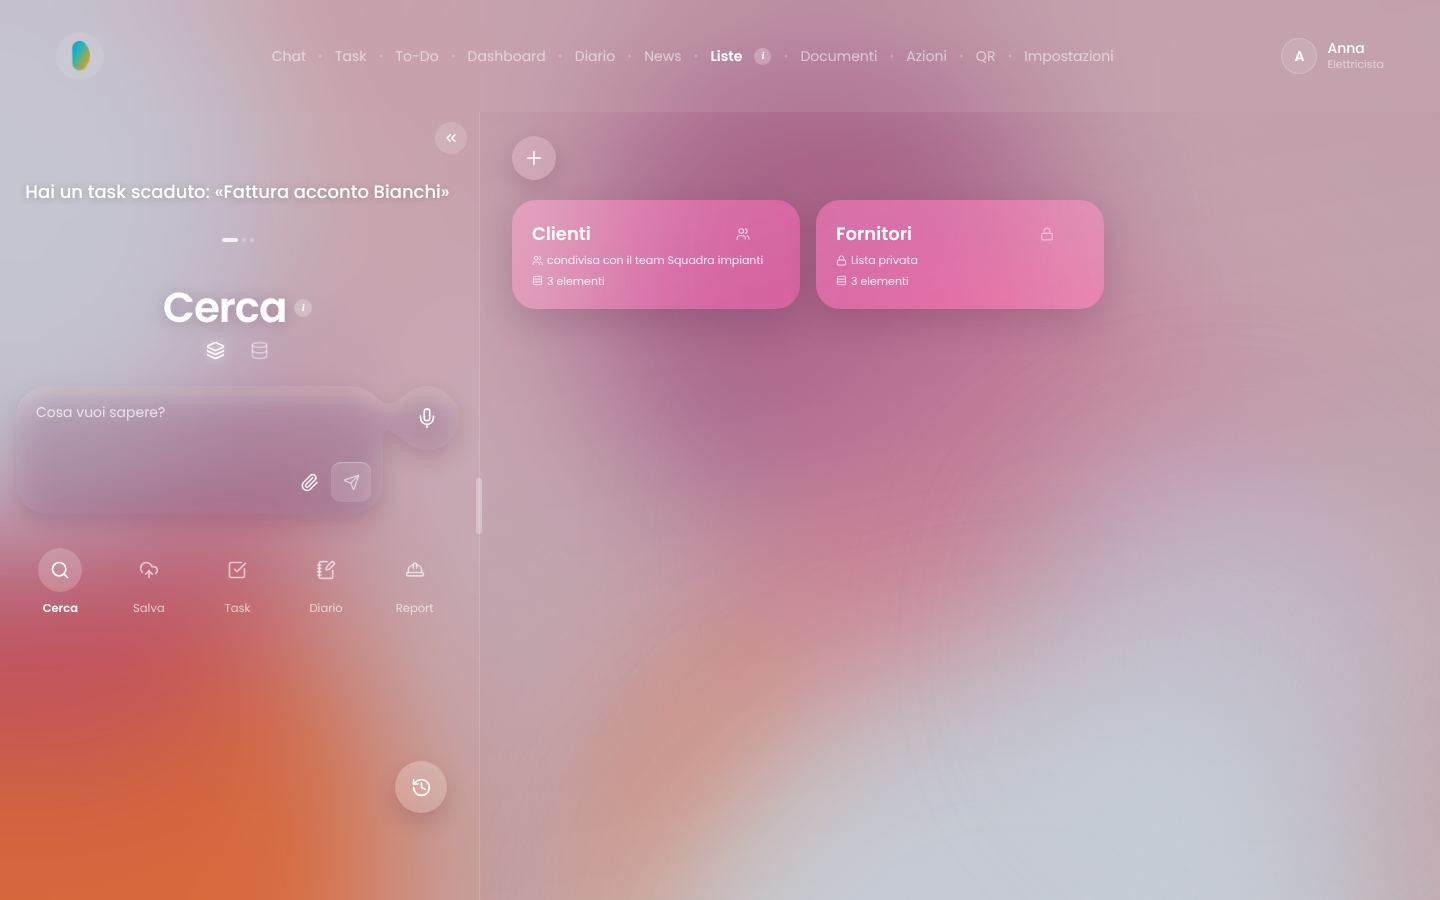 Chat • Task • To-Do • Dashboard • Diario • News • Liste i • Documenti • Azioni • QR • Impostazioni
A
Anna
Elettricista
Hai un task scaduto: «Fattura acconto Bianchi»
Cerca i
Cosa vuoi sapere?
Cerca
Salva
Task
Diario
Report
Clienti
condivisa con il team Squadra impianti
3 elementi
Fornitori
Lista privata
3 elementi